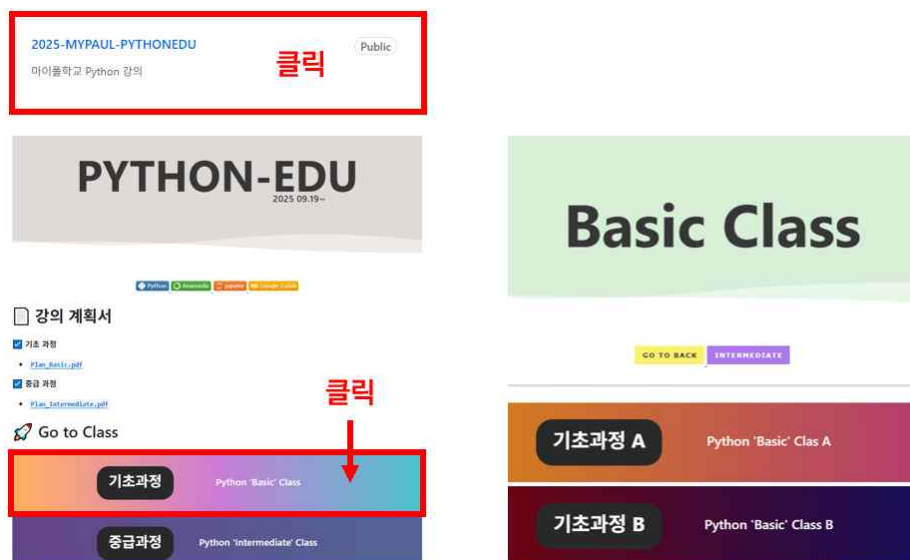 2025-MYPAUL-PYTHONEDU
Public
마이폴학교 Python 강의
클릭
PYTHON-EDU
2025 09.19~
Python Anaconda jupyter Google Colab
강의 계획서
기초 과정
Plan_Basic.pdf
중급 과정
Plan_Intermediate.pdf
클릭
Go to Class
기초과정 Python 'Basic' Class
중급과정 Python 'Intermediate' Class
Basic Class
GO TO BACK INTERMEDIATE
기초과정 A Python 'Basic' Clas A
기초과정 B Python 'Basic' Class B